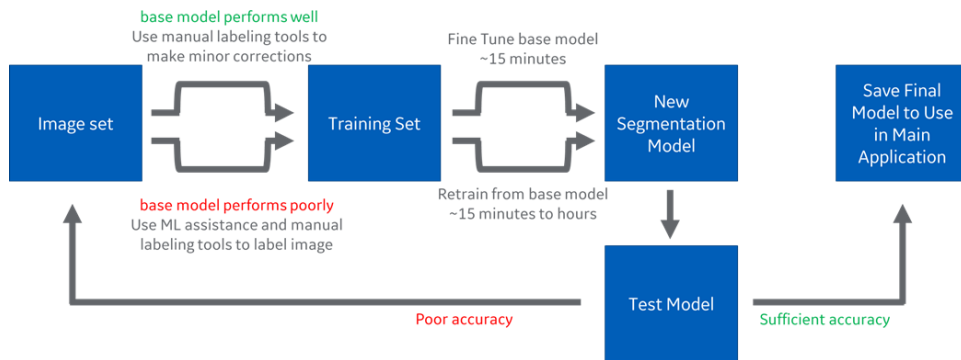 base model performs well
Use manual labeling tools to
make minor corrections
Fine Tune base model
~15 minutes
Image set
Training Set
New
Segmentation
Model
Save Final
Model to Use
in Main
Application
base model performs poorly
Use ML assistance and manual
labeling tools to label image
Retrain from base model
~15 minutes to hours
Test Model
Poor accuracy
Sufficient accuracy